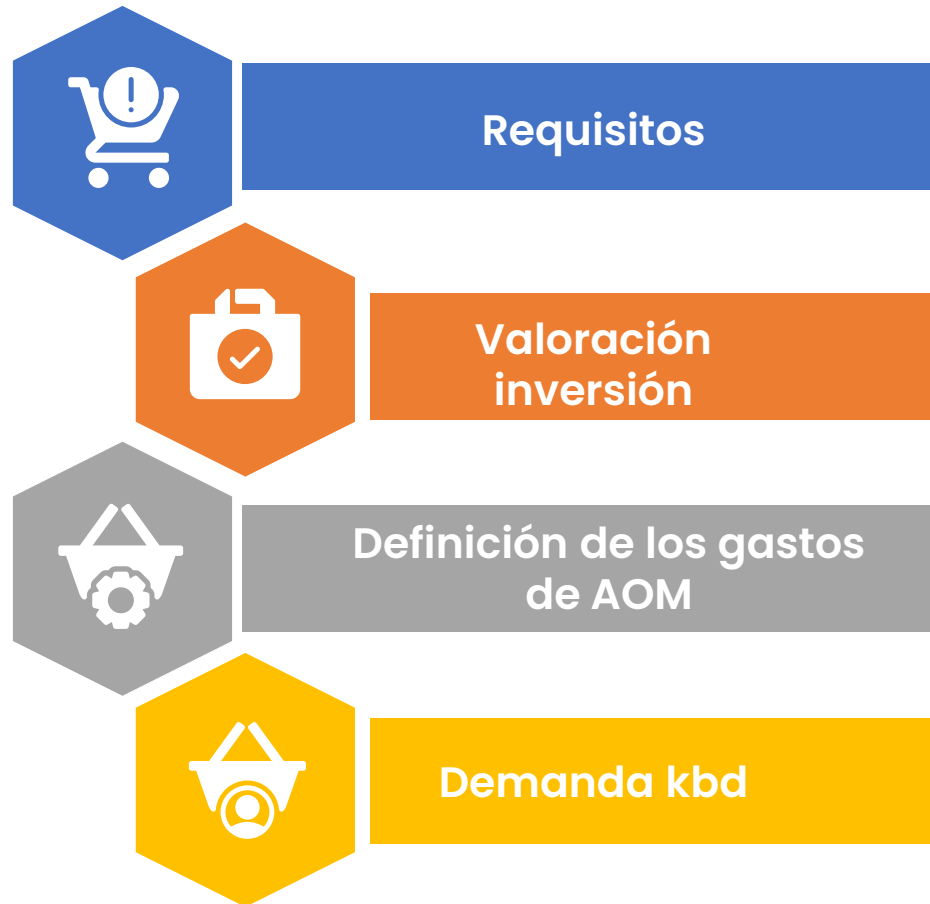 Requisitos
Valoración
inversión
Definición de los gastos
de AOM
Demanda kbd